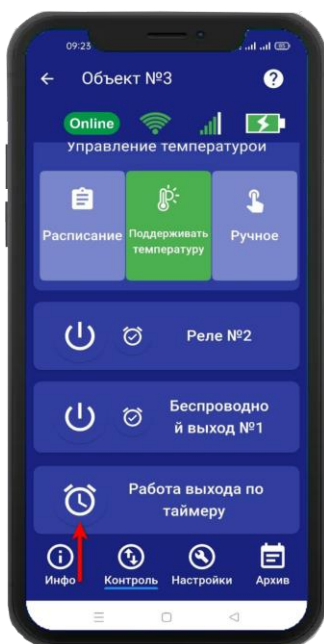 09:23
Объект №3
?
Online
Управление температурой
Расписание
Поддерживать
температуру
Ручное
Реле №2
Беспроводно
й выход №1
Работа выхода по
таймеру
Инфо
Контроль
Настройки
Архив